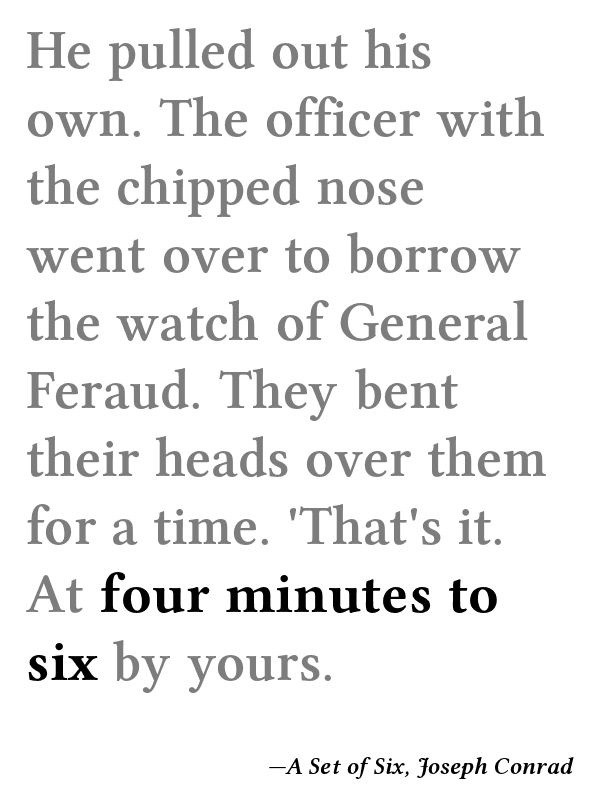 He pulled out his
own. The officer with
the chipped nose
went over to borrow
the watch of General
Feraud. They bent
their heads over them
for a time. 'That's it.
At four minutes to
six by yours.
—A Set of Six, Joseph Conrad